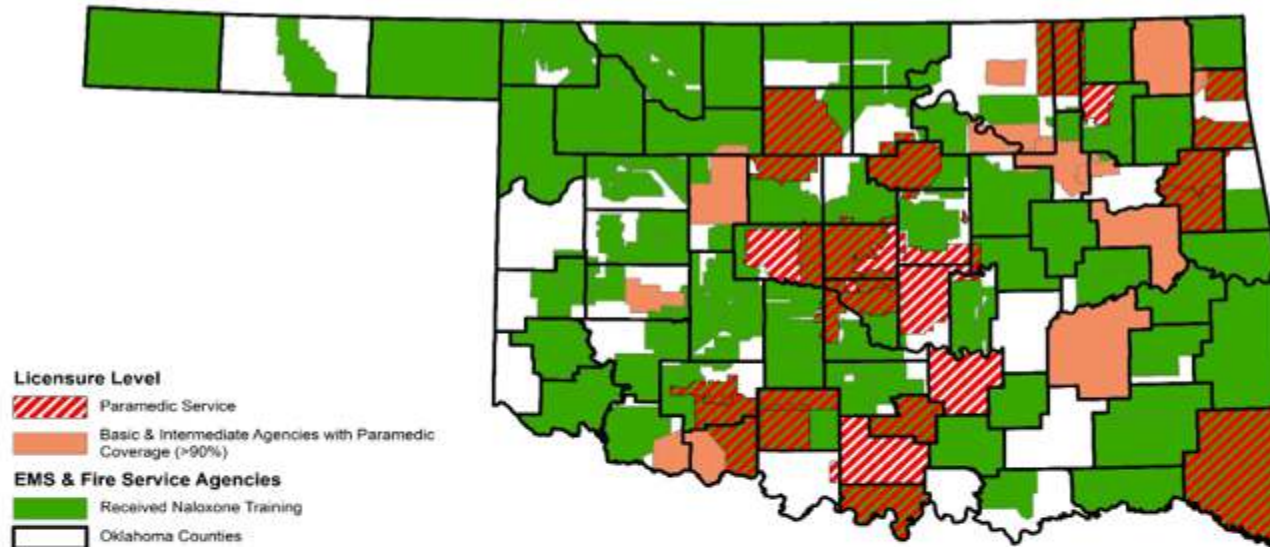 Licensure Level
Paramedic Service
Basic & Intermediate Agencies with Paramedic
Coverage (>90%)
EMS & Fire Service Agencies
Received Naloxone Training
Oklahoma Counties